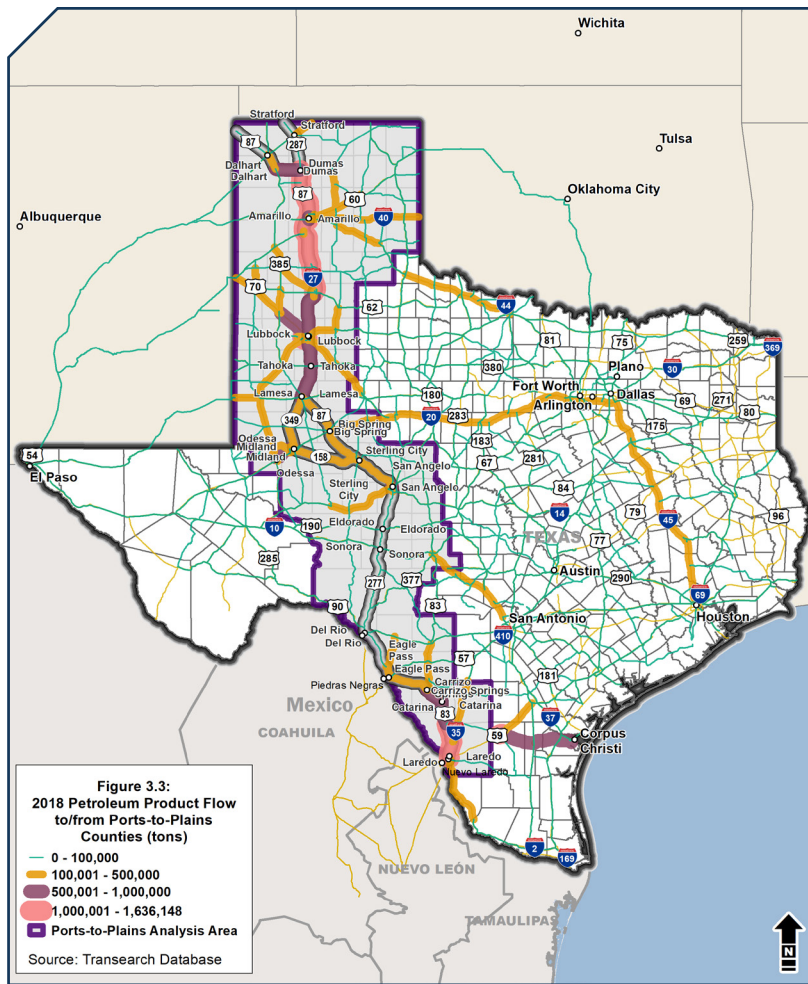 Wichita
Tulsa
Oklahoma City
Albuquerque
Stratford
Stratford
87
287
Dalhart
Dalhart
Dumas
Dumas
87
60
Amarillo
Amarillo
40
385
27
70
62
44
Lubbock
Lubbock
81
75
259
369
Plano
30
380
Tahoka
Tahoka
Fort Worth
Dallas
Arlington
Lamesa
Lamesa
180
69
271
80
349
87
Big Spring
Big Spring
20
283
175
183
Odessa
Midland
Midland
Odessa
158
Sterling City
Sterling
City
San Angelo
San Angelo
67
281
84
54
El Paso
10
190
14
79
45
96
Eldorado
Eldorado
TEXAS
77
Sonora
Sonora
285
277
377
Austin
290
90
83
69
Houston
Del Rio
Del Rio
San Antonio
410
Eagle
Pass
Eagle Pass
57
181
Piedras Negras
Carrizo
Carrizo Springs
Springs
Catarina
Catarina
83
Mexico
COAHUILA
35
59
37
Corpus
Christi
Laredo
Laredo
Nuevo Laredo
2
169
NUEVO LEÓN
TAMAULIPAS
Figure 3.3:
2018 Petroleum Product Flow
to/from Ports-to-Plains
Counties (tons)
0 - 100,000
100,001 - 500,000
500,001 - 1,000,000
1,000,001 - 1,636,148
Ports-to-Plains Analysis Area
Source: Transearch Database
N